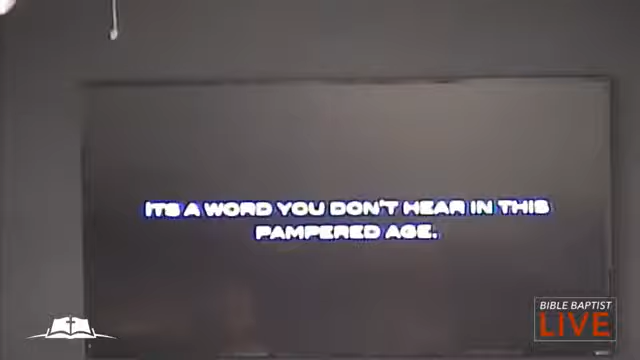 ITS A WORD YOU DON'T HEAR IN THIS
PAMPERED AGE.
BIBLE BAPTIST
LIVE